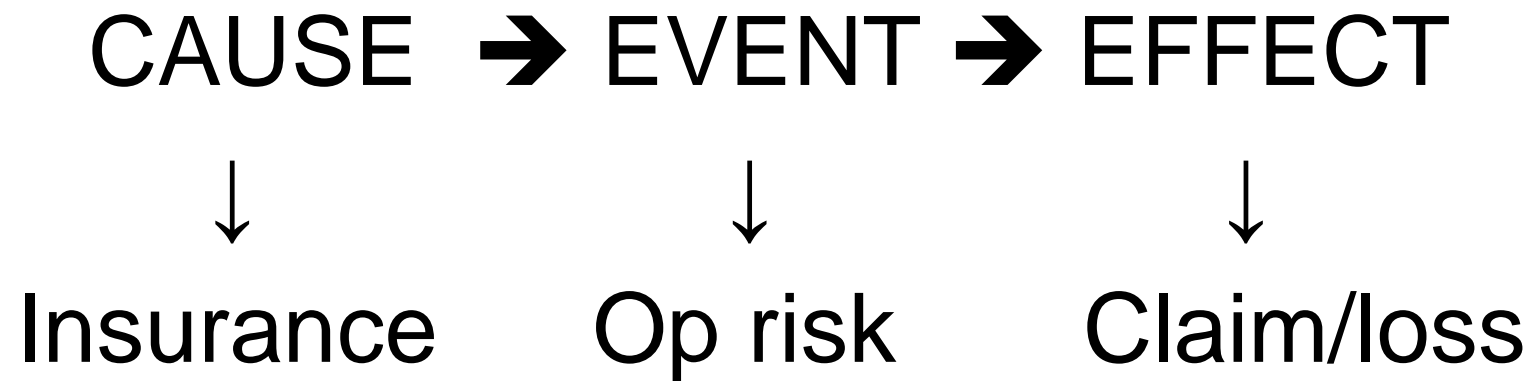 CAUSE ➔ EVENT ➔ EFFECT
↓ ↓ ↓
Insurance Op risk Claim/loss